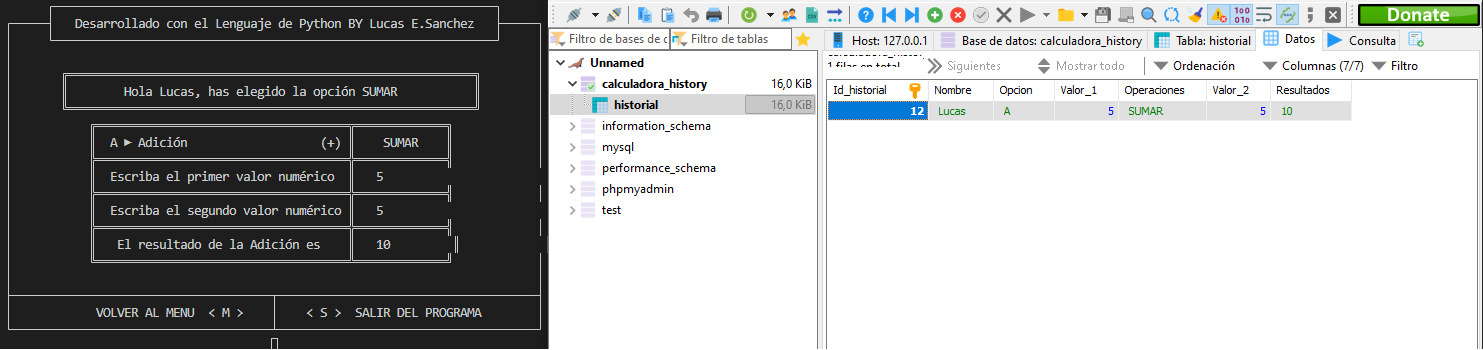 Desarrollado con el Lenguaje de Python BY Lucas E.Sanchez
Hola Lucas, has elegido la opción SUMAR
A ► Adición (+) SUMAR
Escriba el primer valor numérico 5
Escriba el segundo valor numérico 5
El resultado de la Adición es 10
VOLVER AL MENU < M > < S > SALIR DEL PROGRAMA
Donate
Filtro de bases de Filtro de tablas
Host: 127.0.0.1 Base de datos: calculadora_history Tabla: historial Datos Consulta
1 filas en total Siguientes Mostrar todo Ordenación Columnas (7/7) Filtro
Unnamed
calculadora_history 16,0 KiB
historial 16,0 KiB
information_schema
mysql
performance_schema
phpmyadmin
test
Id_historial Nombre Opcion Valor_1 Operaciones Valor_2 Resultados
12 Lucas A 5 SUMAR 5 10